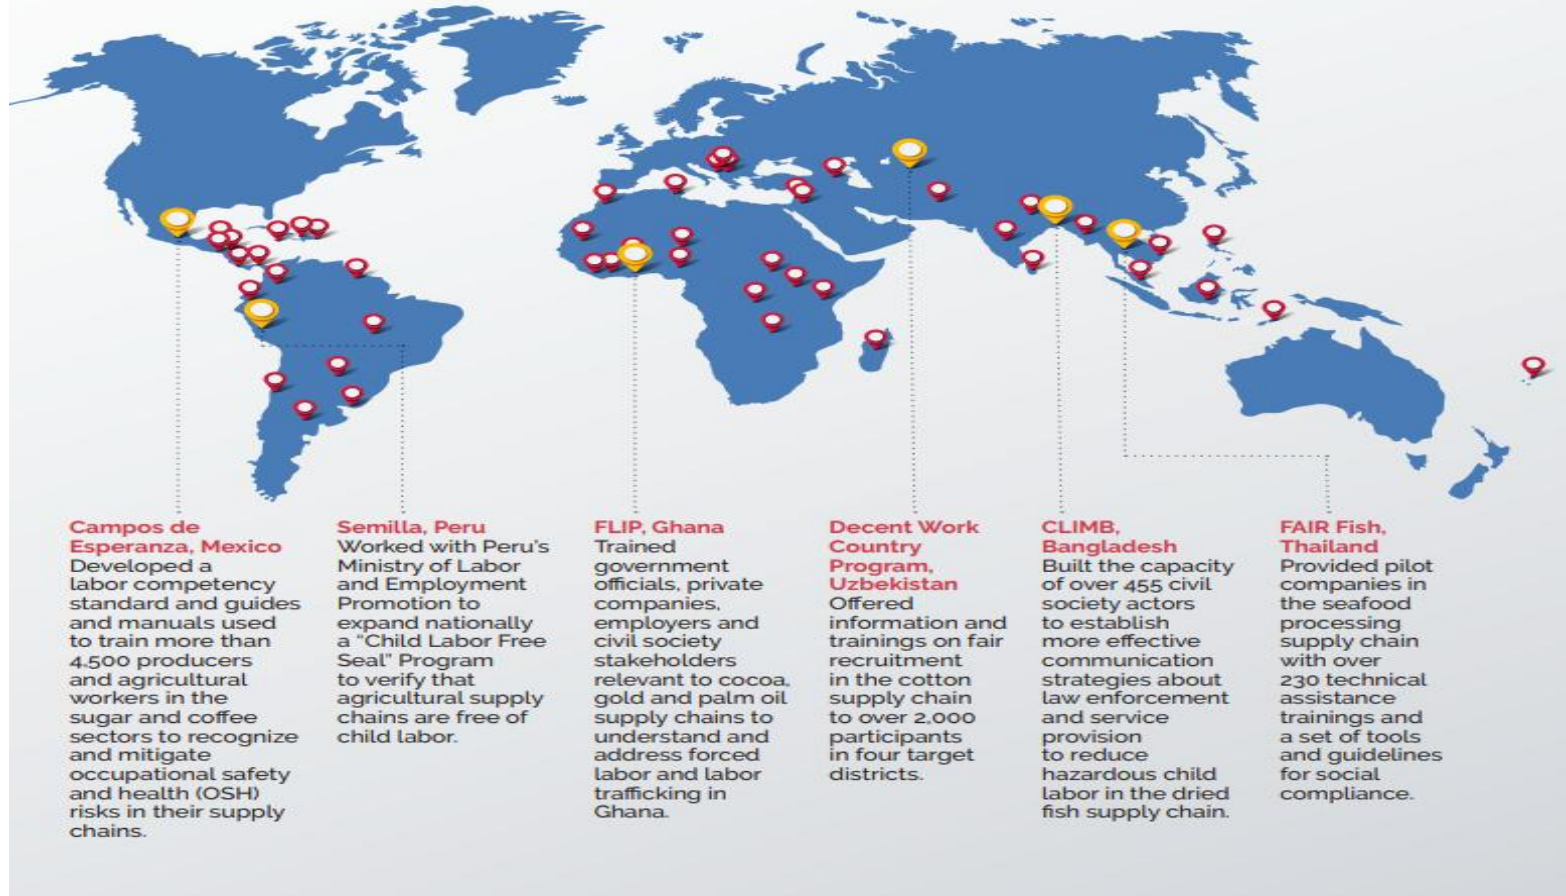 Campos de
Esperanza, Mexico
Developed a
labor competency
standard and guides
and manuals used
to train more than
4,500 producers
and agricultural
workers in the
sugar and coffee
sectors to recognize
and mitigate
occupational safety
and health (OSH)
risks in their supply
chains.
Semilla, Peru
Worked with Peru's
Ministry of Labor
and Employment
Promotion to
expand nationally
a “Child Labor Free
Seal” Program
to verify that
agricultural supply
chains are free of
child labor.
FLIP, Ghana
Trained
government
officials, private
companies,
employers and
civil society
stakeholders
relevant to cocoa,
gold and palm oil
supply chains to
understand and
address forced
labor and labor
trafficking in
Ghana.
Decent Work
Country
Program,
Uzbekistan
Offered
information and
trainings on fair
recruitment
in the cotton
supply chain
to over 2,000
participants
in four target
districts.
CLIMB,
Bangladesh
Built the capacity
of over 455 civil
society actors
to establish
more effective
communication
strategies about
law enforcement
and service
provision
to reduce
hazardous child
labor in the dried
fish supply chain.
FAIR Fish,
Thailand
Provided pilot
companies in
the seafood
processing
supply chain
with over
230 technical
assistance
trainings and
a set of tools
and guidelines
for social
compliance.